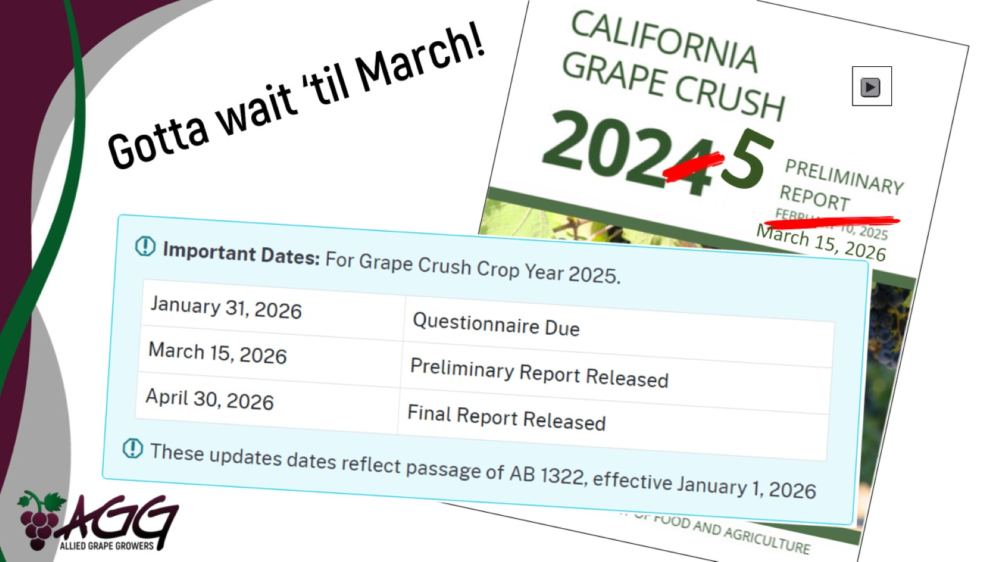 Gotta wait ‘til March!
CALIFORNIA
GRAPE CRUSH
2024 5
PRELIMINARY
REPORT
FEBRUARY 10, 2025
March 15, 2026
Important Dates: For Grape Crush Crop Year 2025.
January 31, 2026 Questionnaire Due
March 15, 2026 Preliminary Report Released
April 30, 2026 Final Report Released
These updates dates reflect passage of AB 1322, effective January 1, 2026
OF FOOD AND AGRICULTURE
AGG
ALLIED GRAPE GROWERS